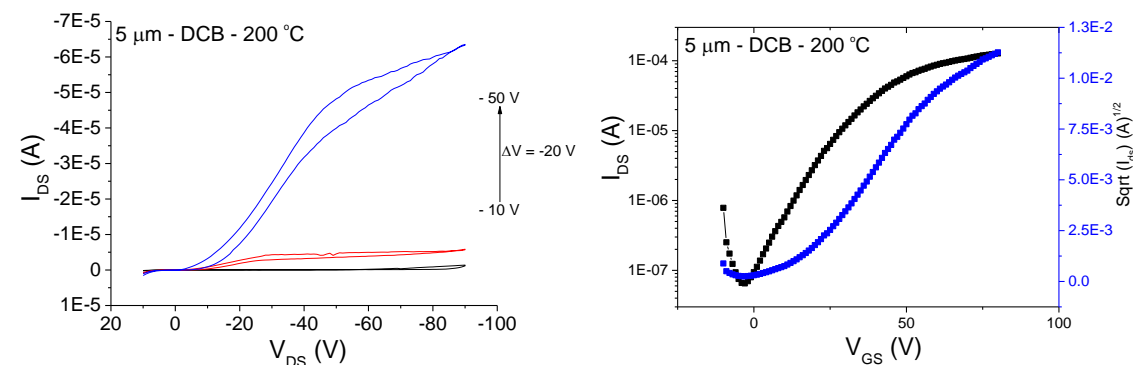 -7E-5
5 μm - DCB - 200 °C
-6E-5
-5E-5
-4E-5
-3E-5
-2E-5
-1E-5
0
1E-5
I_DS (A)
- 50 V
ΔV = -20 V
- 10 V
20 0 -20 -40 -60 -80 -100
V_DS (V)
5 μm - DCB - 200 °C
1E-04
1E-05
1E-06
1E-07
I_DS (A)
1.3E-2
1.0E-2
7.5E-3
5.0E-3
2.5E-3
0.0
Sqrt (I_ds) (A)^1/2
0 50 100
V_GS (V)